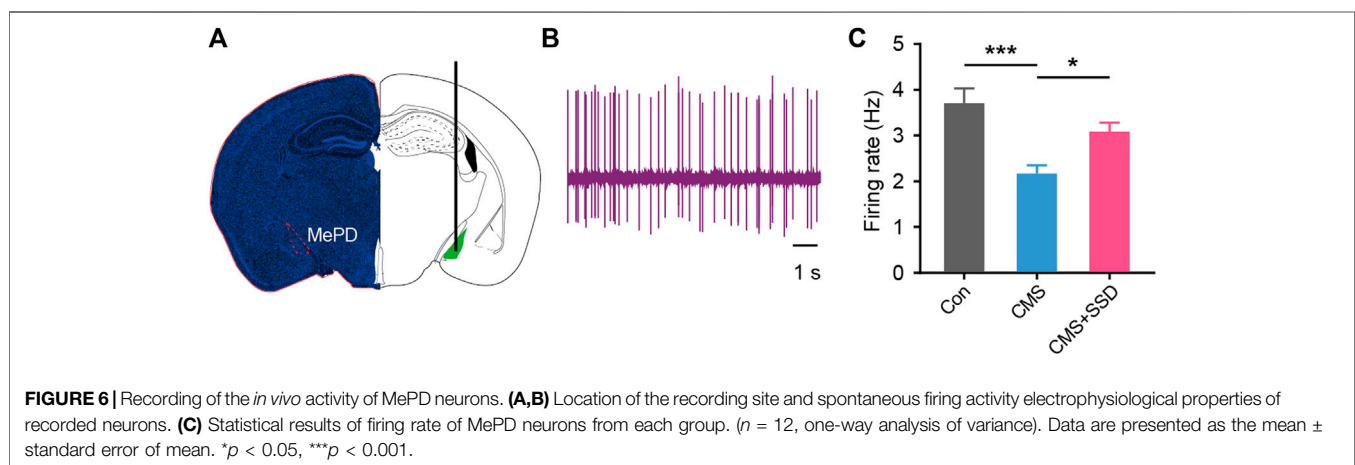 A
B
C
MePD
1 s
Firing rate (Hz)
5
4
3
2
1
0
***
*
Con
CMS
CMS+SSD
FIGURE 6 | Recording of the in vivo activity of MePD neurons. (A,B) Location of the recording site and spontaneous firing activity electrophysiological properties of
recorded neurons. (C) Statistical results of firing rate of MePD neurons from each group. (n = 12, one-way analysis of variance). Data are presented as the mean ±
standard error of mean. *p < 0.05, ***p < 0.001.